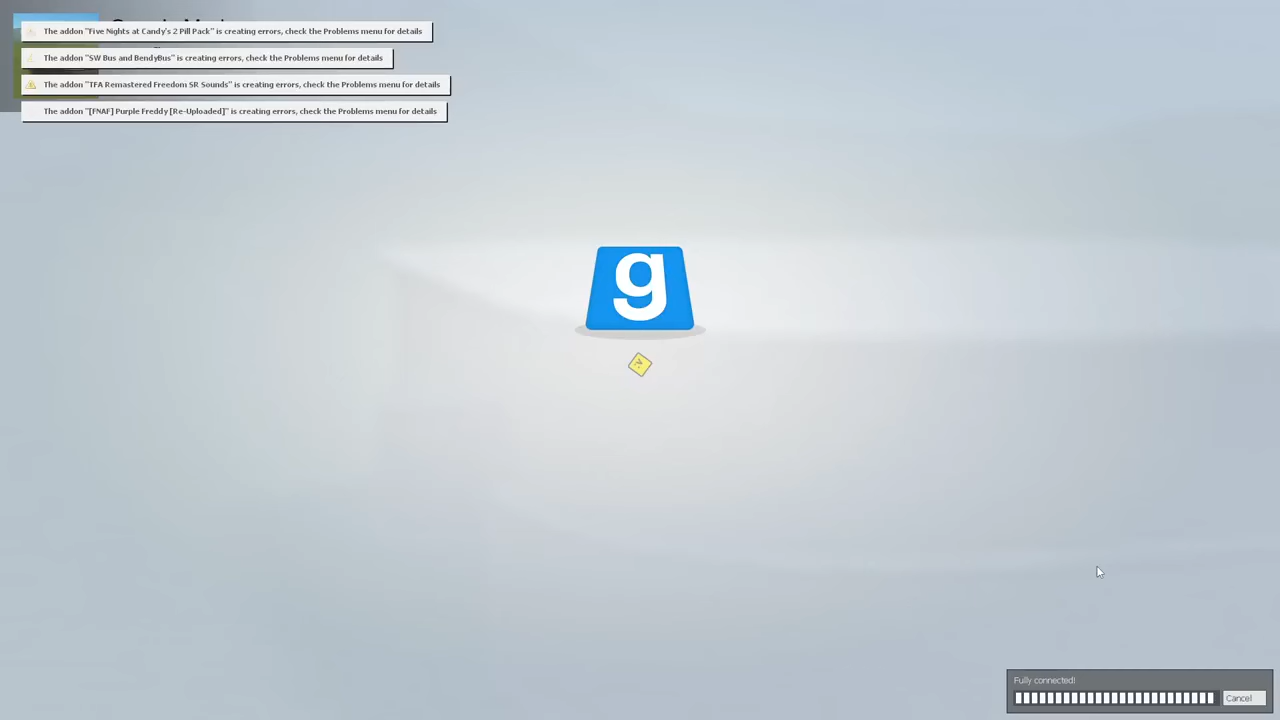 The addon "Five Nights at Candy's 2 Pill Pack" is creating errors, check the Problems menu for details
The addon "SW Bus and BendyBus" is creating errors, check the Problems menu for details
The addon "TFA Remastered Freedom SR Sounds" is creating errors, check the Problems menu for details
The addon "[FNAF] Purple Freddy [Re-Uploaded]" is creating errors, check the Problems menu for details
g
Fully connected!
Cancel